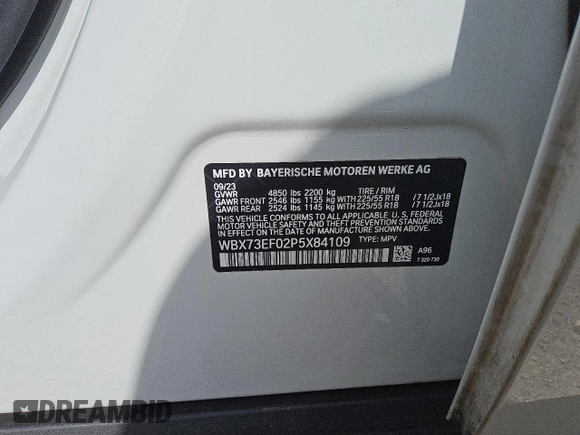 MFD BY BAYERISCHE MOTOREN WERKE AG
09/23
GVWR 4850 lbs 2200 kg TIRE / RIM
GAWR FRONT 2546 lbs 1155 kg WITH 225/55 R18 / 7 1/2Jx18
GAWR REAR 2524 lbs 1145 kg WITH 225/55 R18 / 7 1/2Jx18
THIS VEHICLE CONFORMS TO ALL APPLICABLE U. S. FEDERAL
MOTOR VEHICLE SAFETY, BUMPER, AND THEFT PREVENTION
STANDARDS IN EFFECT ON THE DATE OF MANUFACTURE SHOWN ABOVE.
WBX73EF02P5X84109 TYPE: MPV
A96
7 320 730
DREAMBID